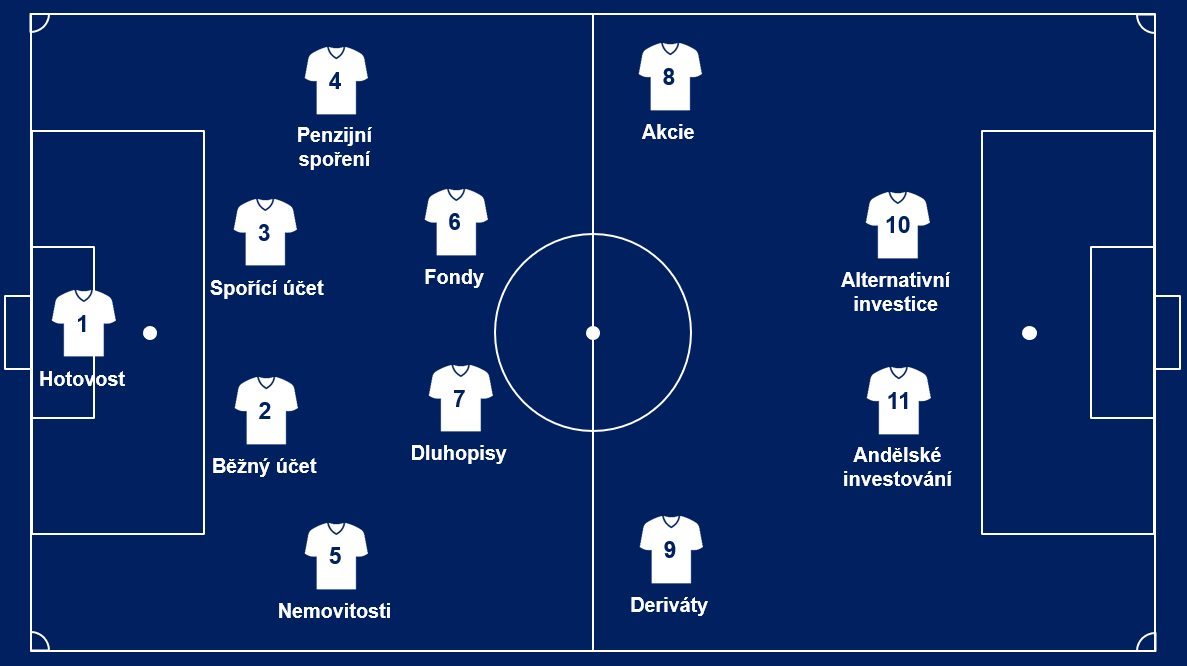 4
Penzijní
spoření
8
Akcie
3
Spořící účet
6
Fondy
10
Alternativní
investice
1
Hotovost
2
Běžný účet
7
Dluhopisy
11
Andělské
investování
5
Nemovitosti
9
Deriváty